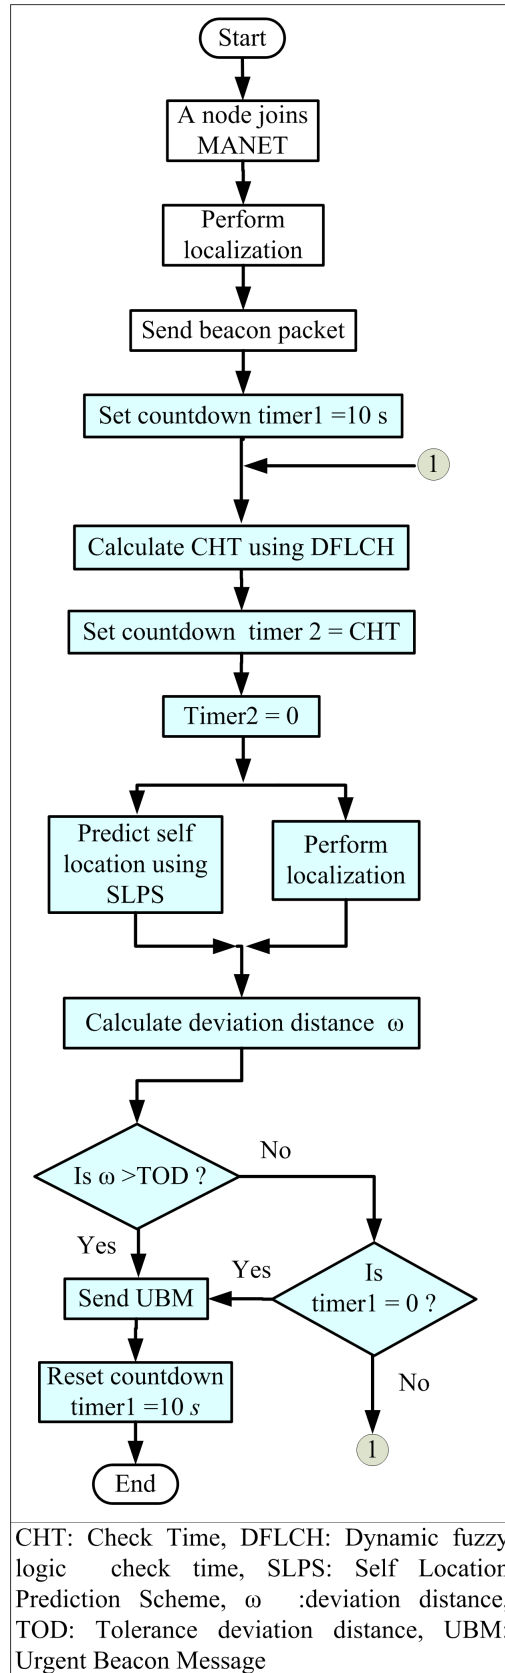 Start
A node joins
MANET
Perform
localization
Send beacon packet
Set countdown timer1 =10 s
1
Calculate CHT using DFLCH
Set countdown timer 2 = CHT
Timer2 = 0
Predict self
location using
SLPS
Perform
localization
Calculate deviation distance ω
Is ω >TOD ?
No
Yes
Is
timer1 = 0 ?
Yes
Send UBM
No
Reset countdown
timer1 =10 s
1
End
CHT: Check Time, DFLCH: Dynamic fuzzy
logic check time, SLPS: Self Location
Prediction Scheme, ω :deviation distance,
TOD: Tolerance deviation distance, UBM:
Urgent Beacon Message